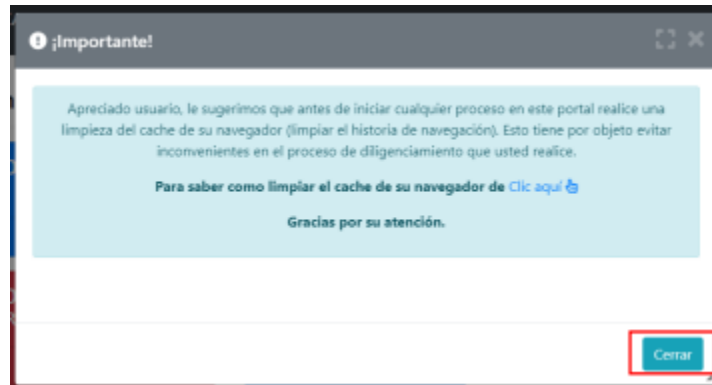 ¡Importante!
Apreciado usuario, le sugerimos que antes de iniciar cualquier proceso en este portal realice una
limpieza del cache de su navegador (limpiar el historia de navegación). Esto tiene por objeto evitar
inconvenientes en el proceso de diligenciamiento que usted realice.
Para saber como limpiar el cache de su navegador de Clic aquí
Gracias por su atención.
Cerrar